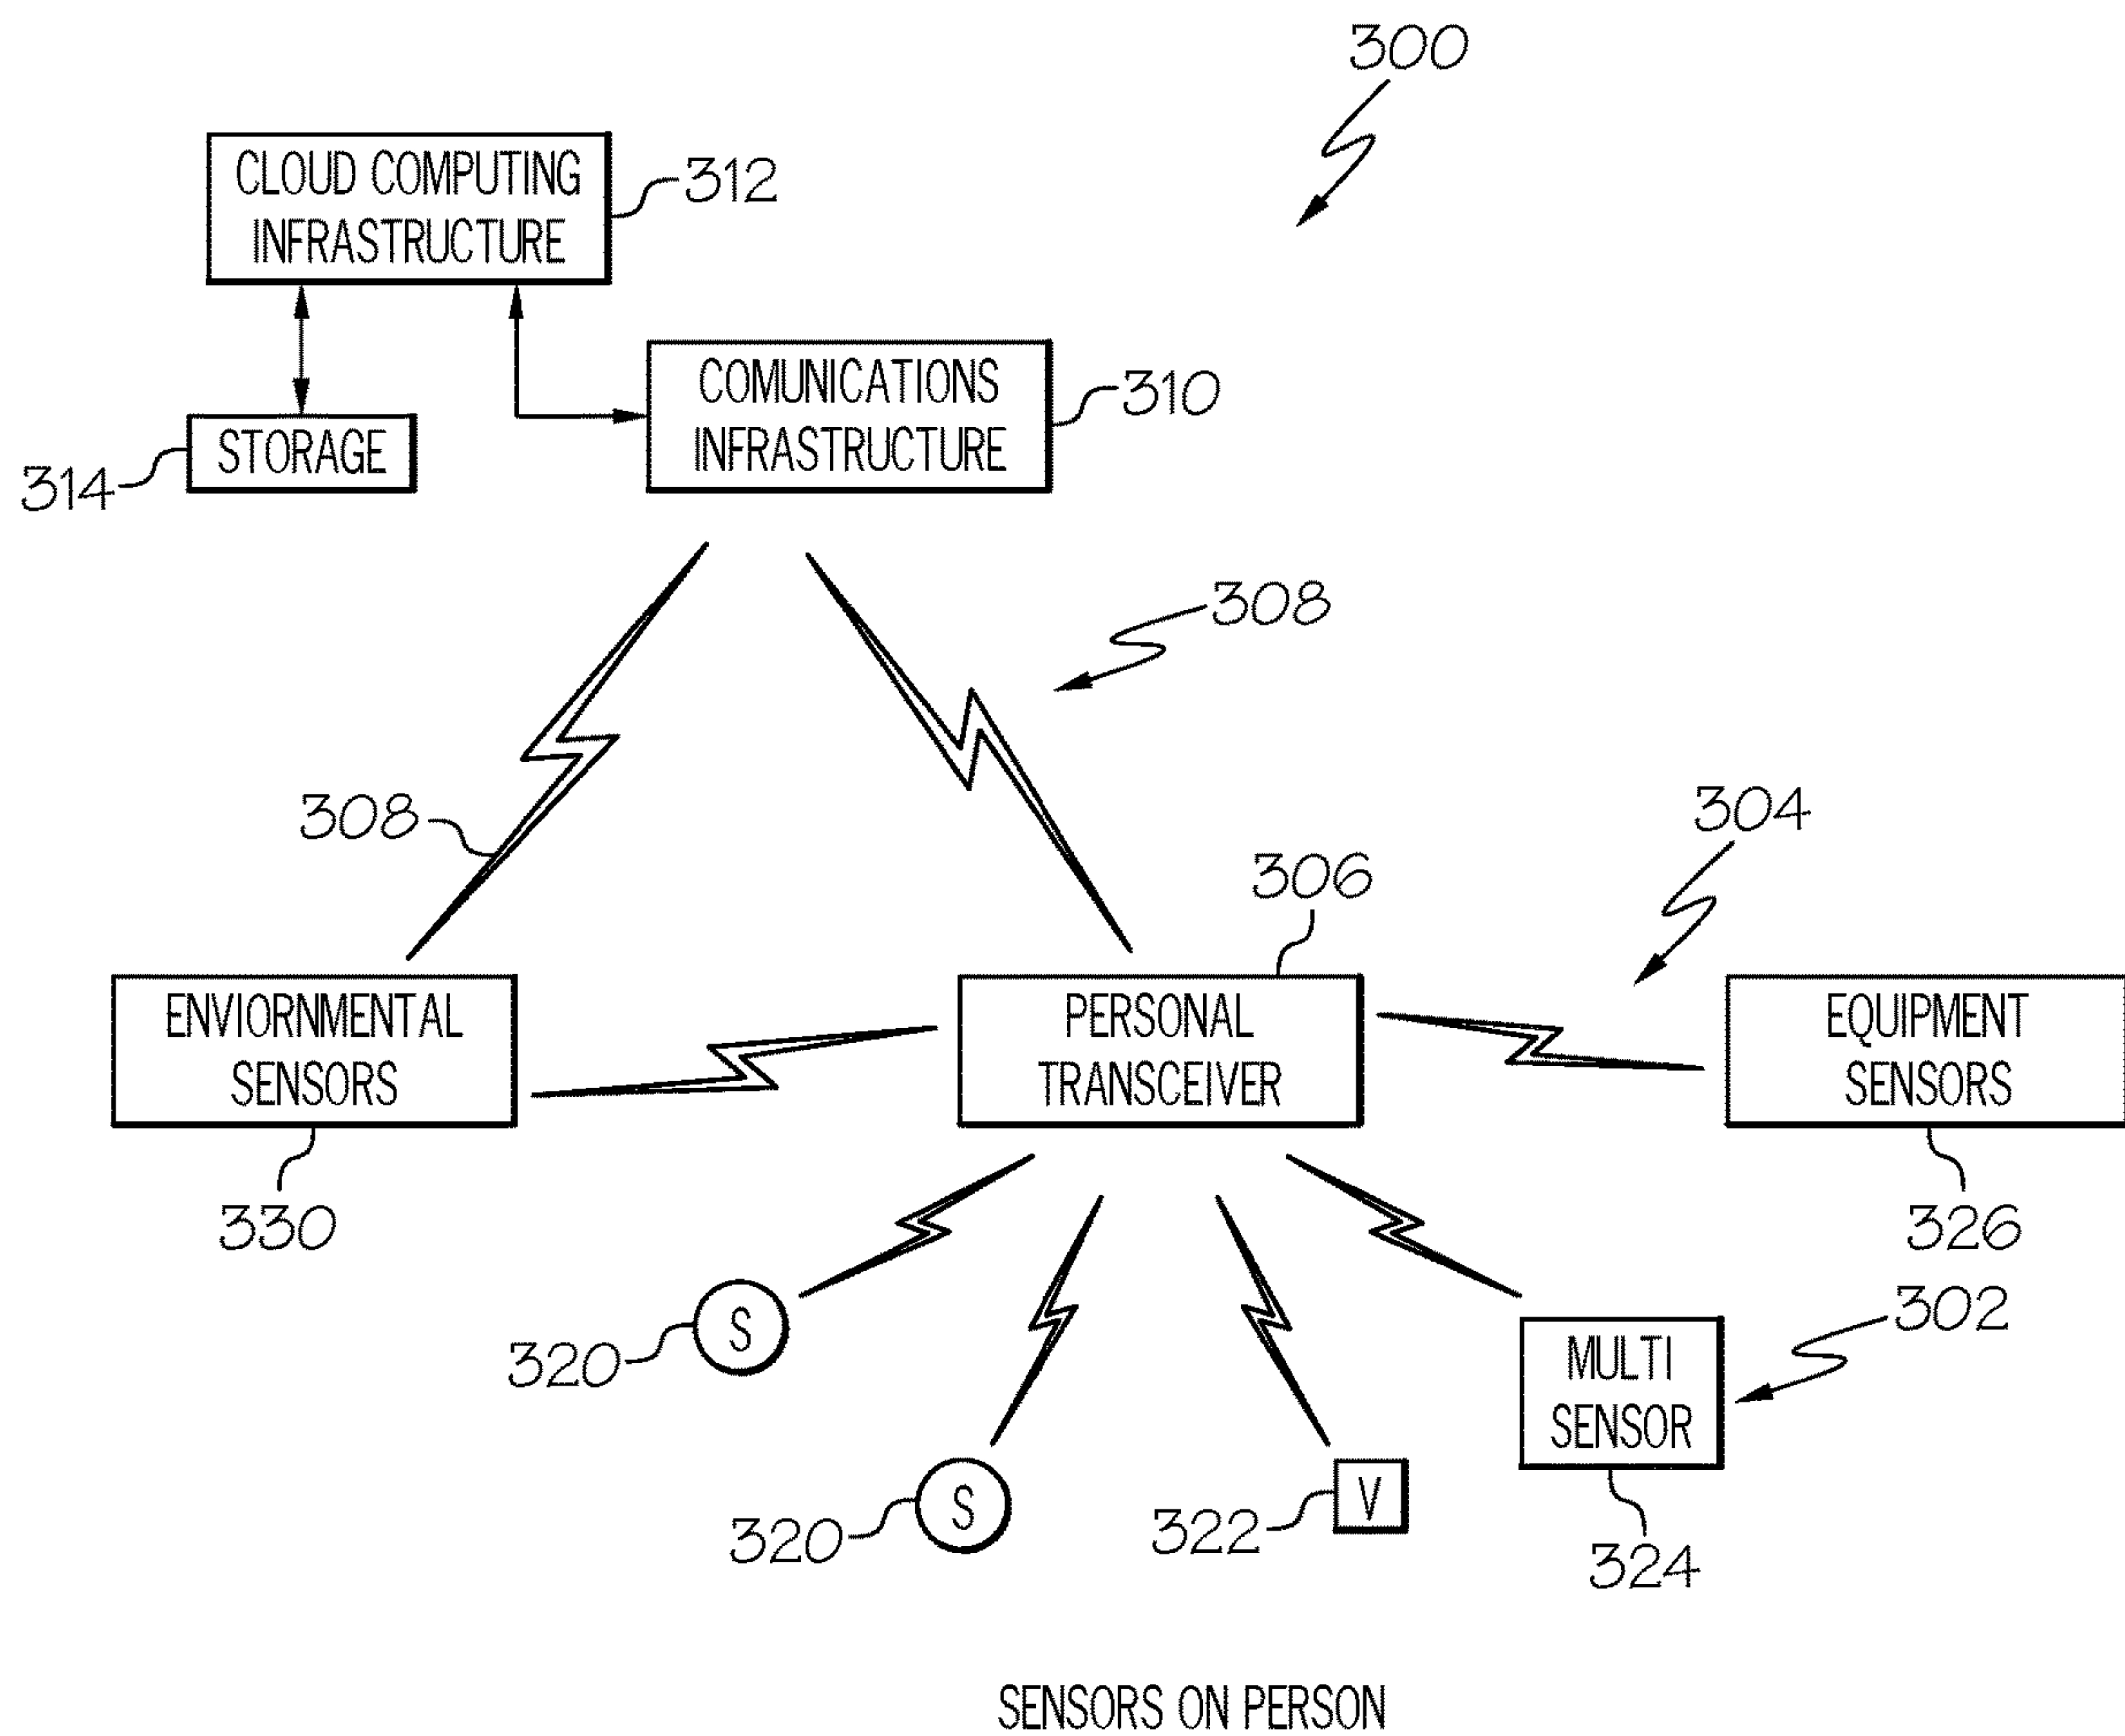 300
CLOUD COMPUTING
INFRASTRUCTURE
312
COMUNICATIONS
INFRASTRUCTURE
310
STORAGE
314
308
308
304
306
ENVIORNMENTAL
SENSORS
330
PERSONAL
TRANSCEIVER
EQUIPMENT
SENSORS
326
302
S
320
MULTI
SENSOR
324
S
320
V
322
SENSORS ON PERSON